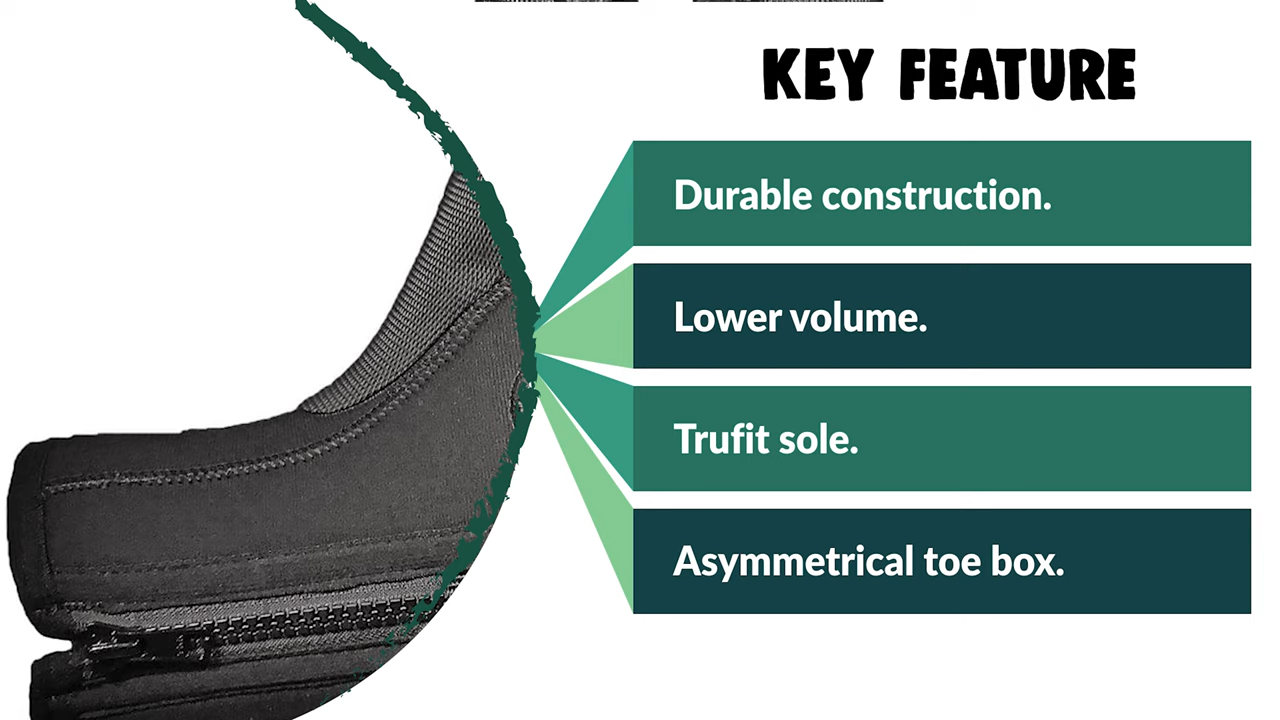 KEY FEATURE
Durable construction.
Lower volume.
Trufit sole.
Asymmetrical toe box.